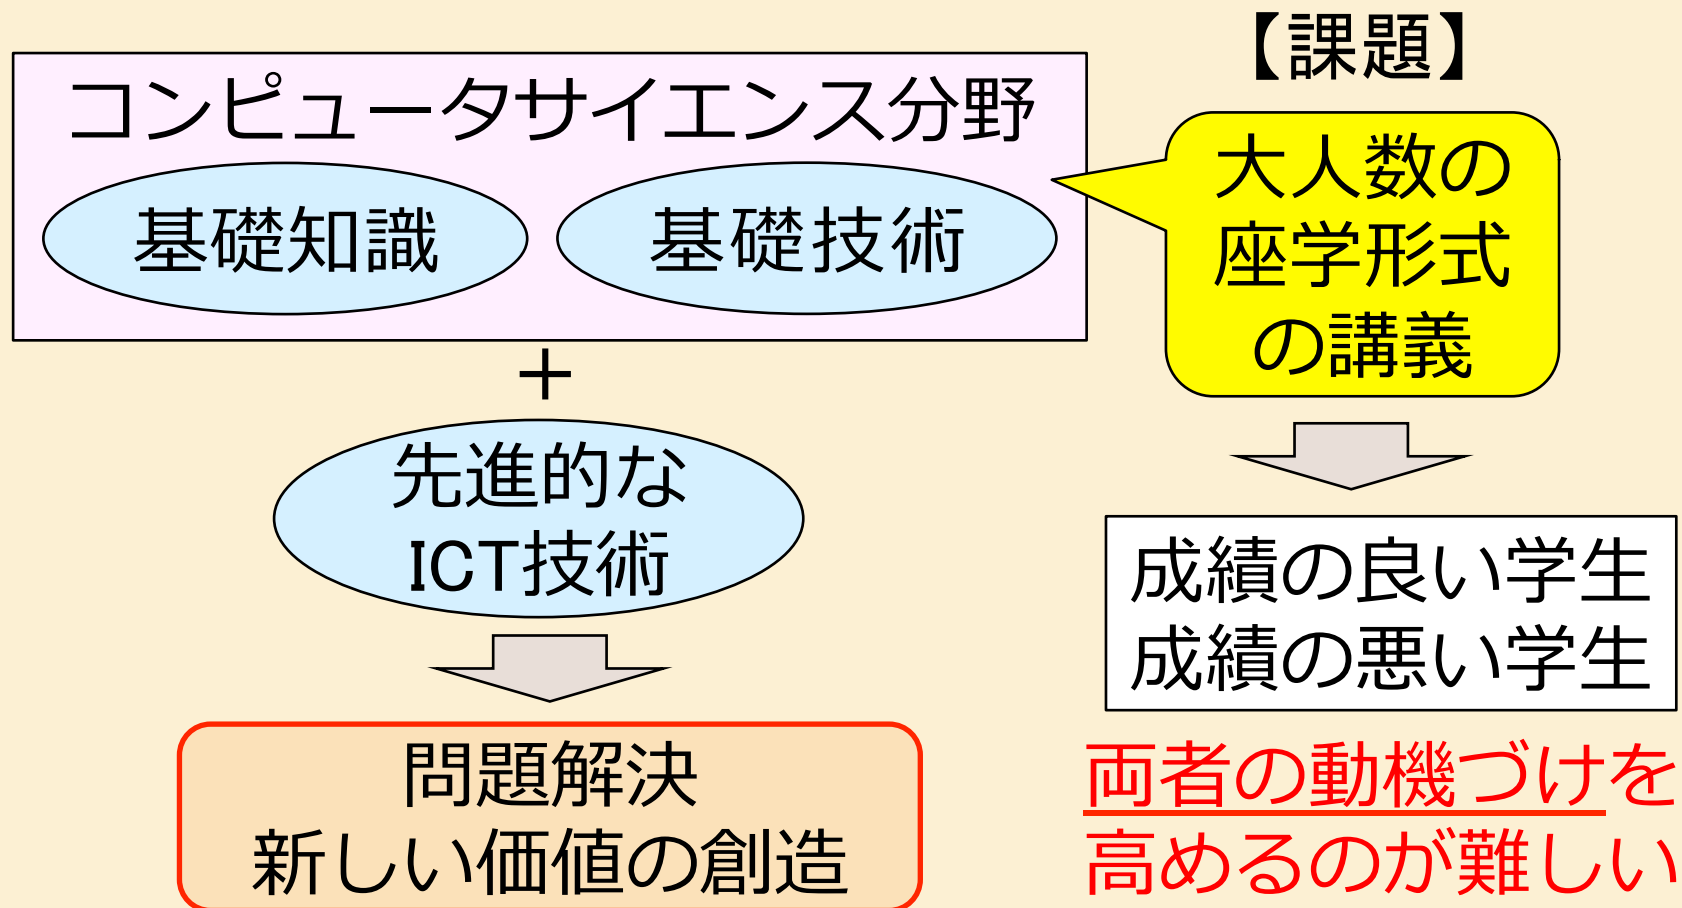 コンピュータサイエンス分野
基礎知識
基礎技術
+
先進的な
ICT技術
問題解決
新しい価値の創造
【課題】
大人数の
座学形式
の講義
成績の良い学生
成績の悪い学生
両者の動機づけを
高めるのが難しい